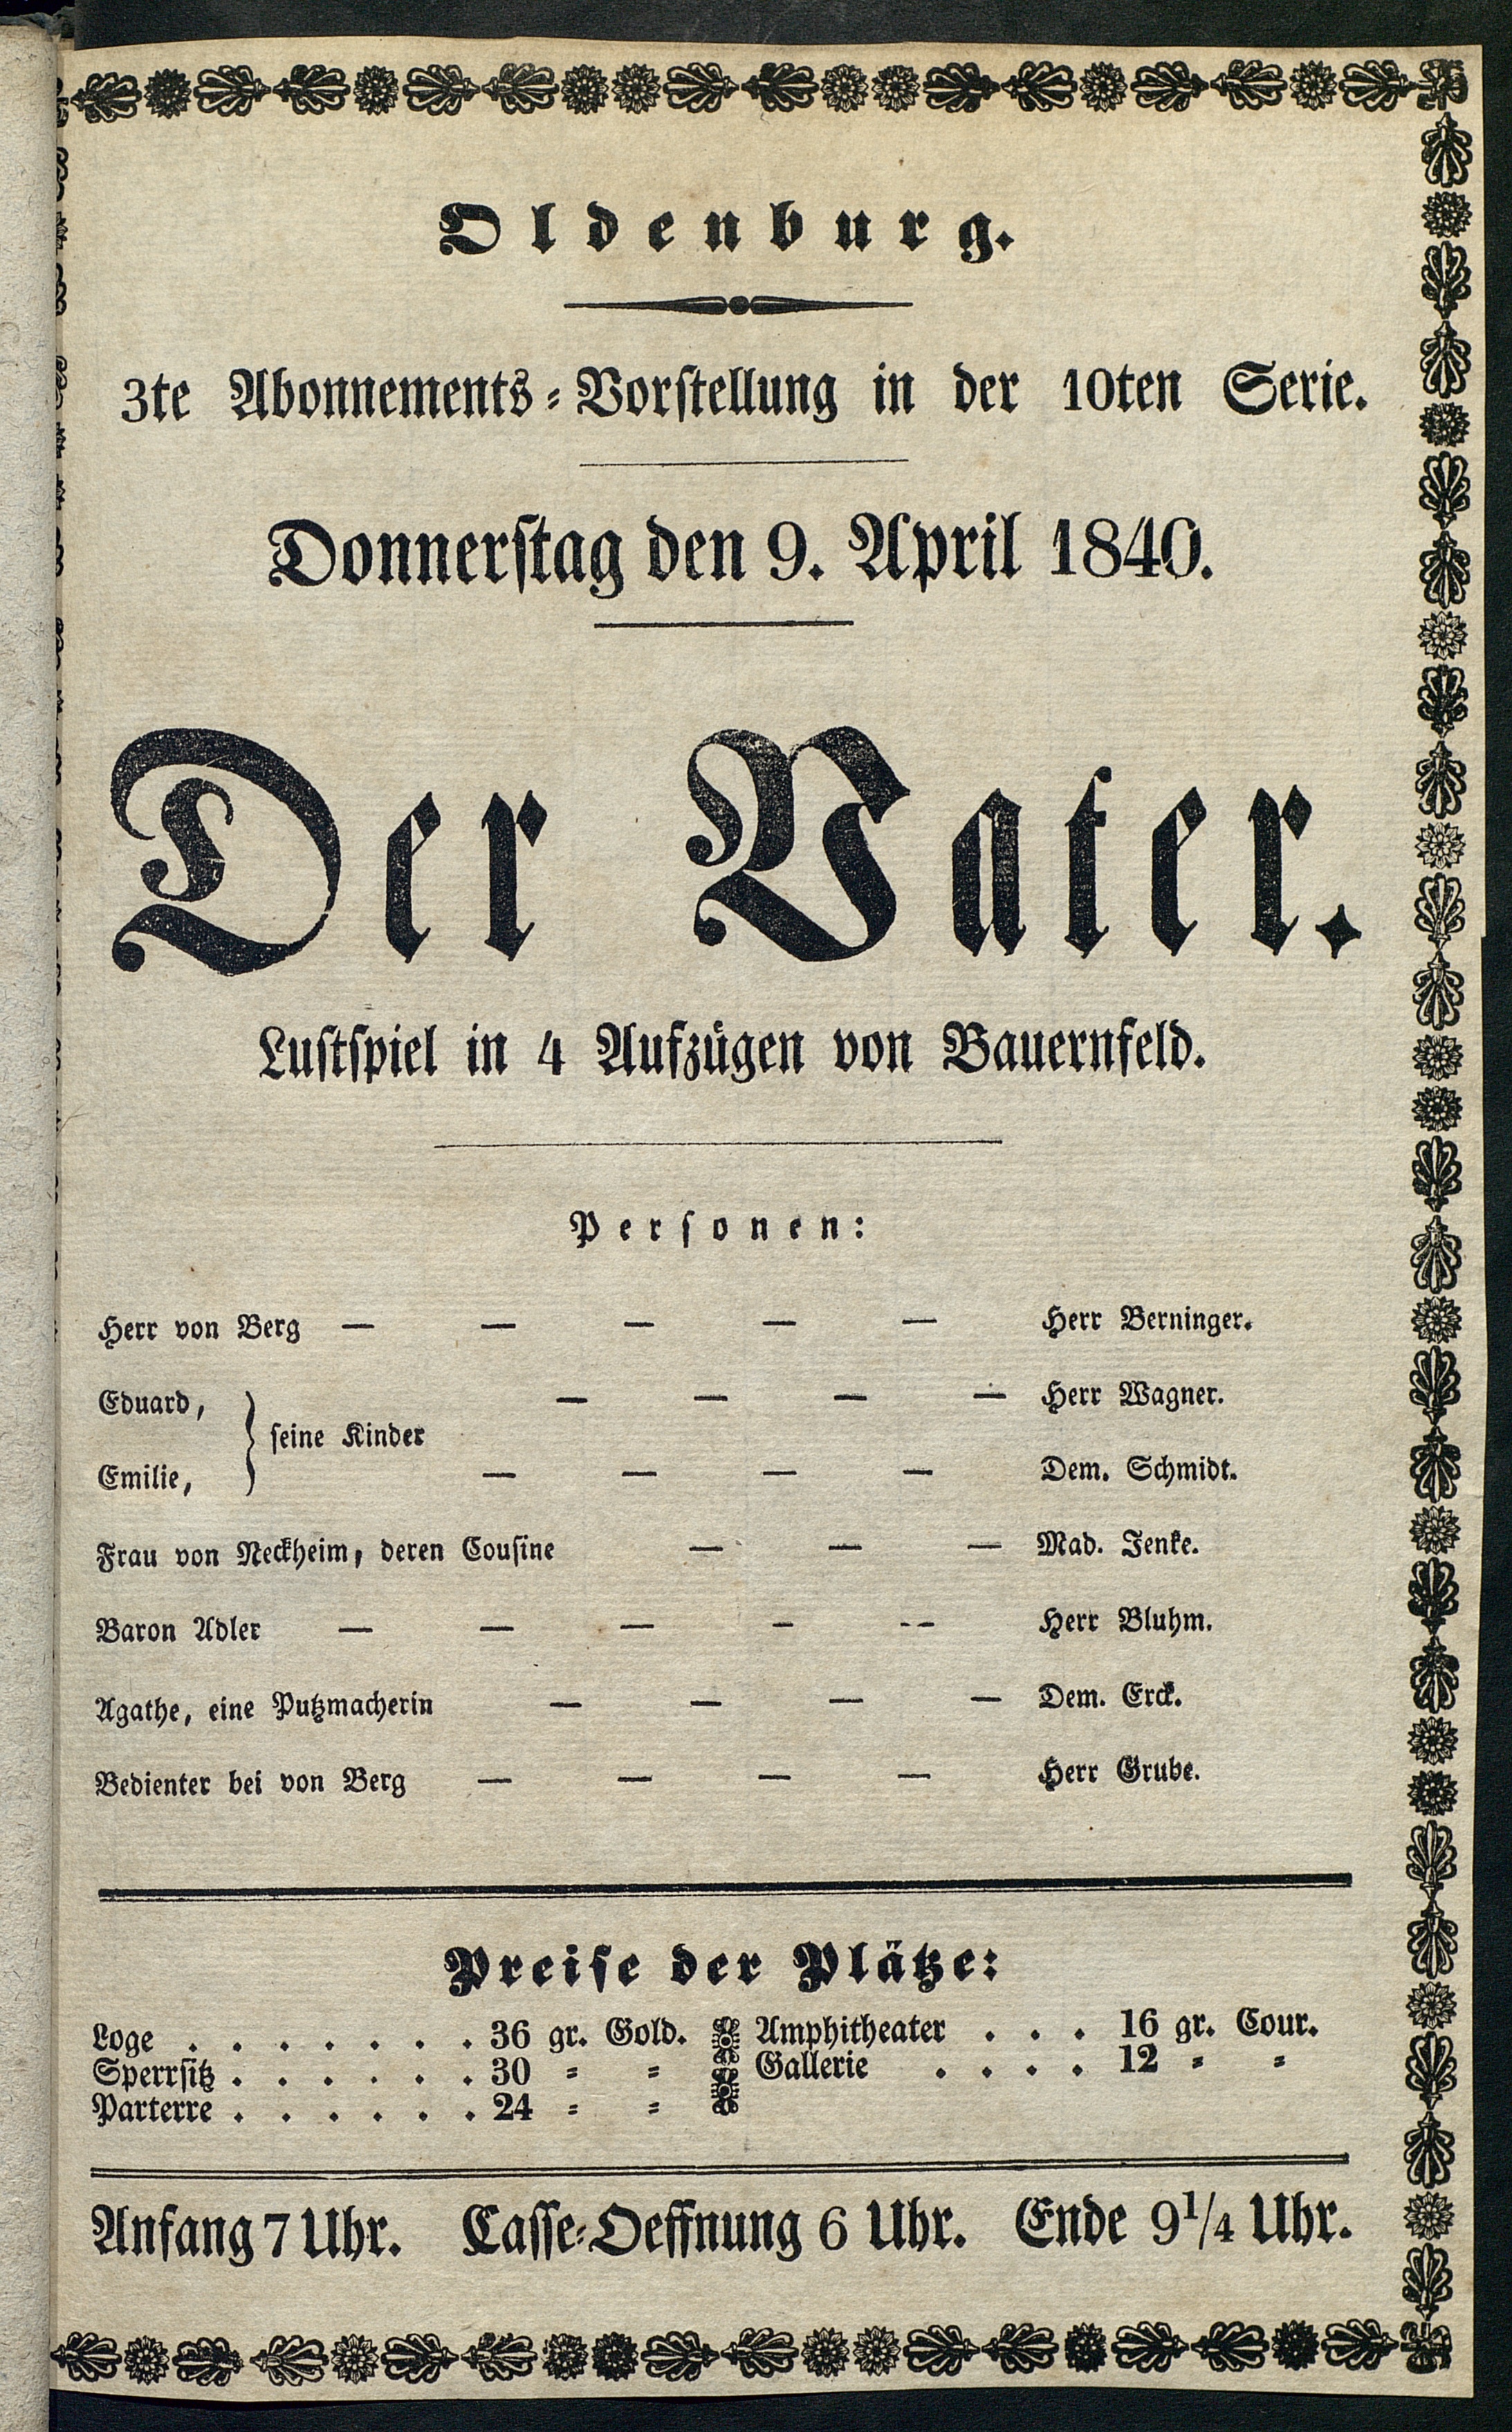 Oldenburg.
3te Abonnements-Vorstellung in der 10ten Serie.
Donnerstag den 9. April 1840.
Der Vater.
Lustspiel in 4 Aufzügen von Bauernfeld.
Personen:
Herr von Berg — — — — — Herr Berninger.
Eduard, — — — — Herr Wagner.
} seine Kinder
Emilie, — — — — Dem. Schmidt.
Frau von Neckheim, deren Cousine — — — Mad. Jenke.
Baron Adler — — — — — Herr Bluhm.
Agathe, eine Putzmacherin — — — — Dem. Erck.
Bedienter bei von Berg — — — — Herr Grube.
Preise der Plätze:
Loge . . . . . . . 36 gr. Gold.
Sperrsitz . . . . . . 30 = =
Parterre . . . . . . 24 = =
Amphitheater . . . 16 gr. Cour.
Gallerie . . . . 12 = =
Anfang 7 Uhr. Casse-Oeffnung 6 Uhr. Ende 9 1/4 Uhr.